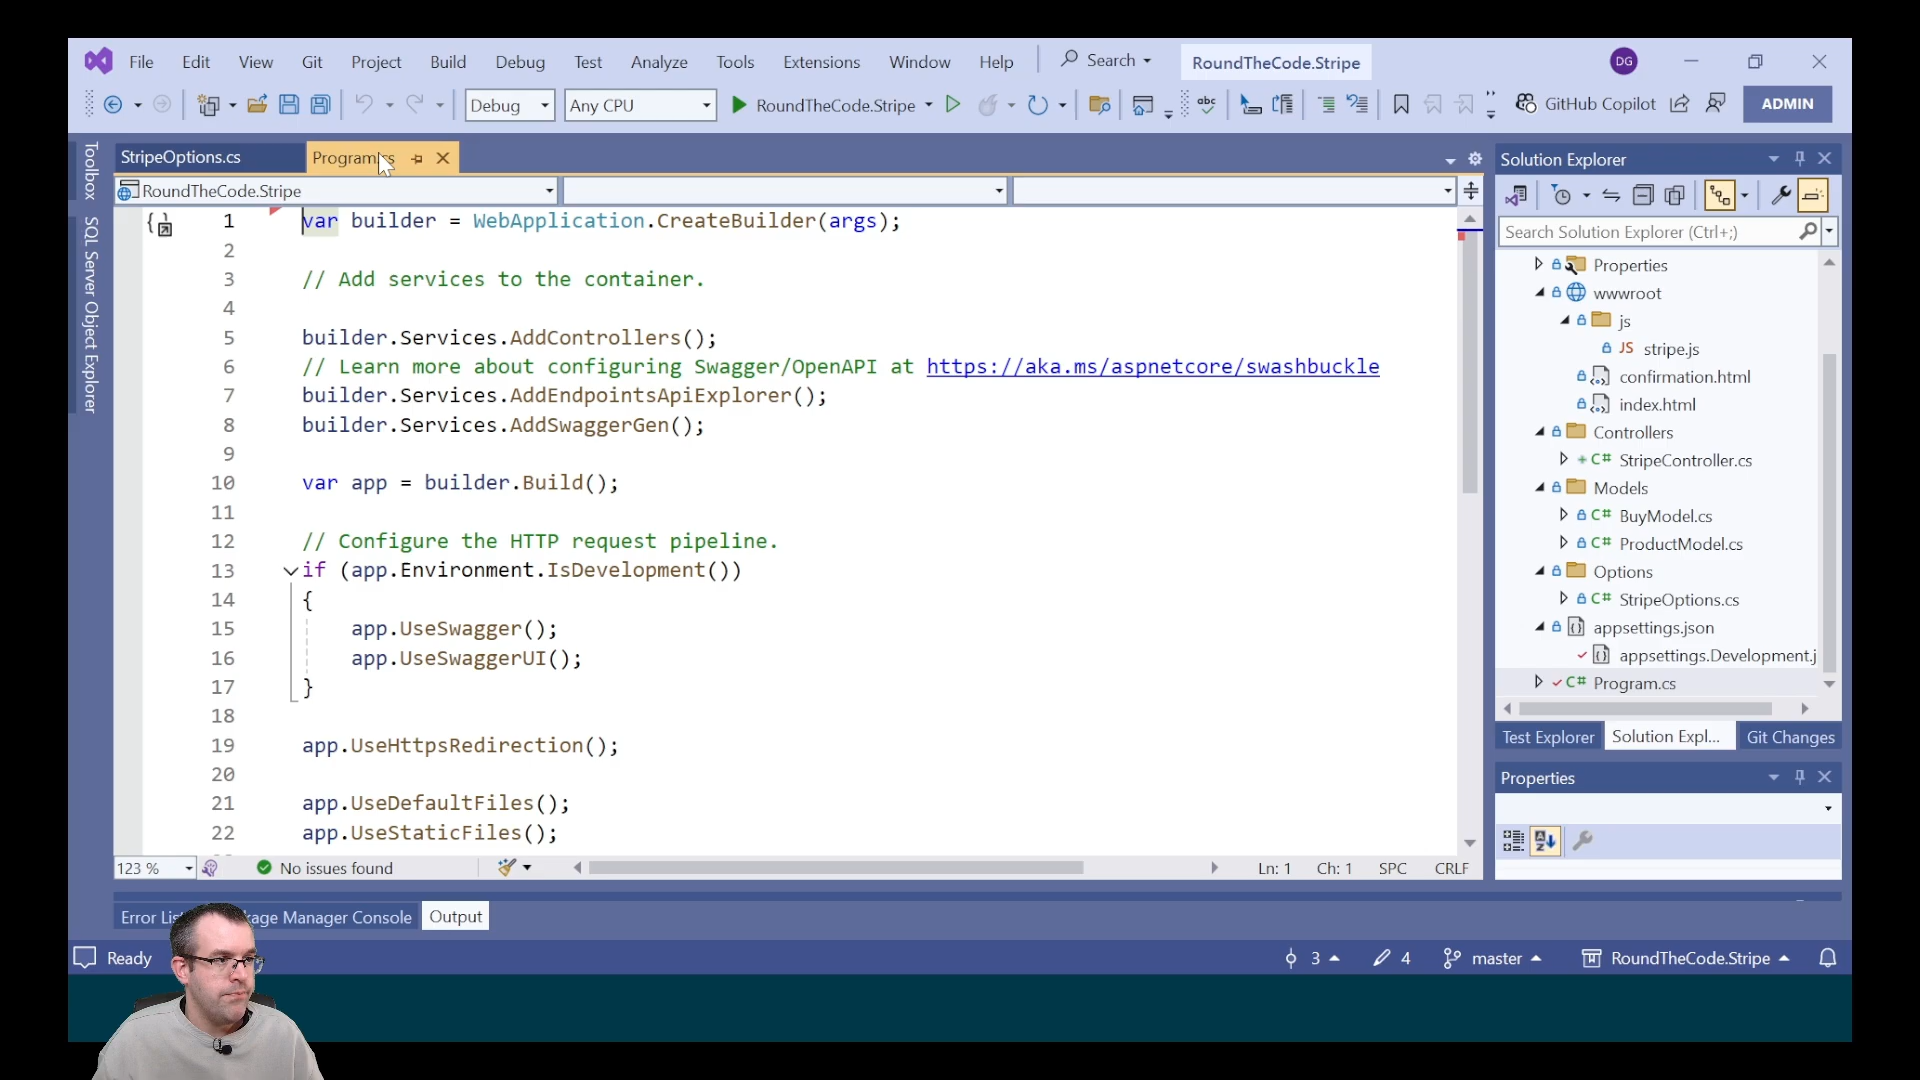 File Edit View Git Project Build Debug Test Analyze Tools Extensions Window Help Search RoundTheCode.Stripe DG
Debug Any CPU RoundTheCode.Stripe abc GitHub Copilot ADMIN
StripeOptions.cs Program.cs
RoundTheCode.Stripe
Toolbox
SQL Server Object Explorer
1 var builder = WebApplication.CreateBuilder(args);
2
3 // Add services to the container.
4
5 builder.Services.AddControllers();
6 // Learn more about configuring Swagger/OpenAPI at https://aka.ms/aspnetcore/swashbuckle
7 builder.Services.AddEndpointsApiExplorer();
8 builder.Services.AddSwaggerGen();
9
10 var app = builder.Build();
11
12 // Configure the HTTP request pipeline.
13 if (app.Environment.IsDevelopment())
14 {
15 app.UseSwagger();
16 app.UseSwaggerUI();
17 }
18
19 app.UseHttpsRedirection();
20
21 app.UseDefaultFiles();
22 app.UseStaticFiles();
123 % No issues found Ln: 1 Ch: 1 SPC CRLF
Solution Explorer
Search Solution Explorer (Ctrl+;)
Properties
wwwroot
js
JS stripe.js
confirmation.html
index.html
Controllers
C# StripeController.cs
Models
C# BuyModel.cs
C# ProductModel.cs
Options
C# StripeOptions.cs
appsettings.json
appsettings.Development.j
C# Program.cs
Test Explorer Solution Expl... Git Changes
Properties
Error Lis kage Manager Console Output
Ready 3 4 master RoundTheCode.Stripe